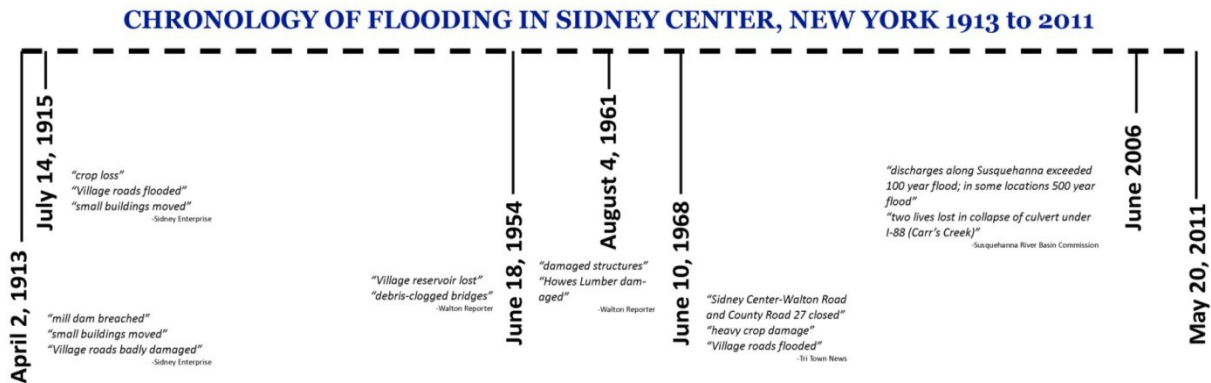 CHRONOLOGY OF FLOODING IN SIDNEY CENTER, NEW YORK 1913 to 2011
April 2, 1913
"mill dam breached"
"small buildings moved"
"Village roads badly damaged"
-Sidney Enterprise
July 14, 1915
"crop loss"
"Village roads flooded"
"small buildings moved"
-Sidney Enterprise
June 18, 1954
"Village reservoir lost"
"debris-clogged bridges"
-Walton Reporter
August 4, 1961
"damaged structures"
"Howes Lumber dam-
aged"
-Walton Reporter
June 10, 1968
"Sidney Center-Walton Road
and County Road 27 closed"
"heavy crop damage"
"Village roads flooded"
-Tri Town News
June 2006
"discharges along Susquehanna exceeded
100 year flood; in some locations 500 year
flood"
"two lives lost in collapse of culvert under
I-88 (Carr's Creek)"
-Susquehanna River Basin Commission
May 20, 2011